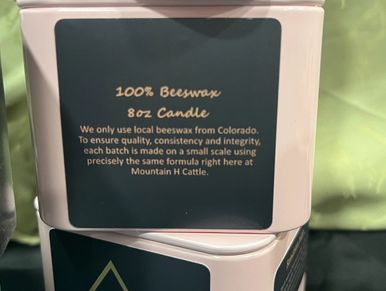 100% Beeswax
8oz Candle
We only use local beeswax from Colorado.
To ensure quality, consistency and integrity,
each batch is made on a small scale using
precisely the same formula right here at
Mountain H Cattle.